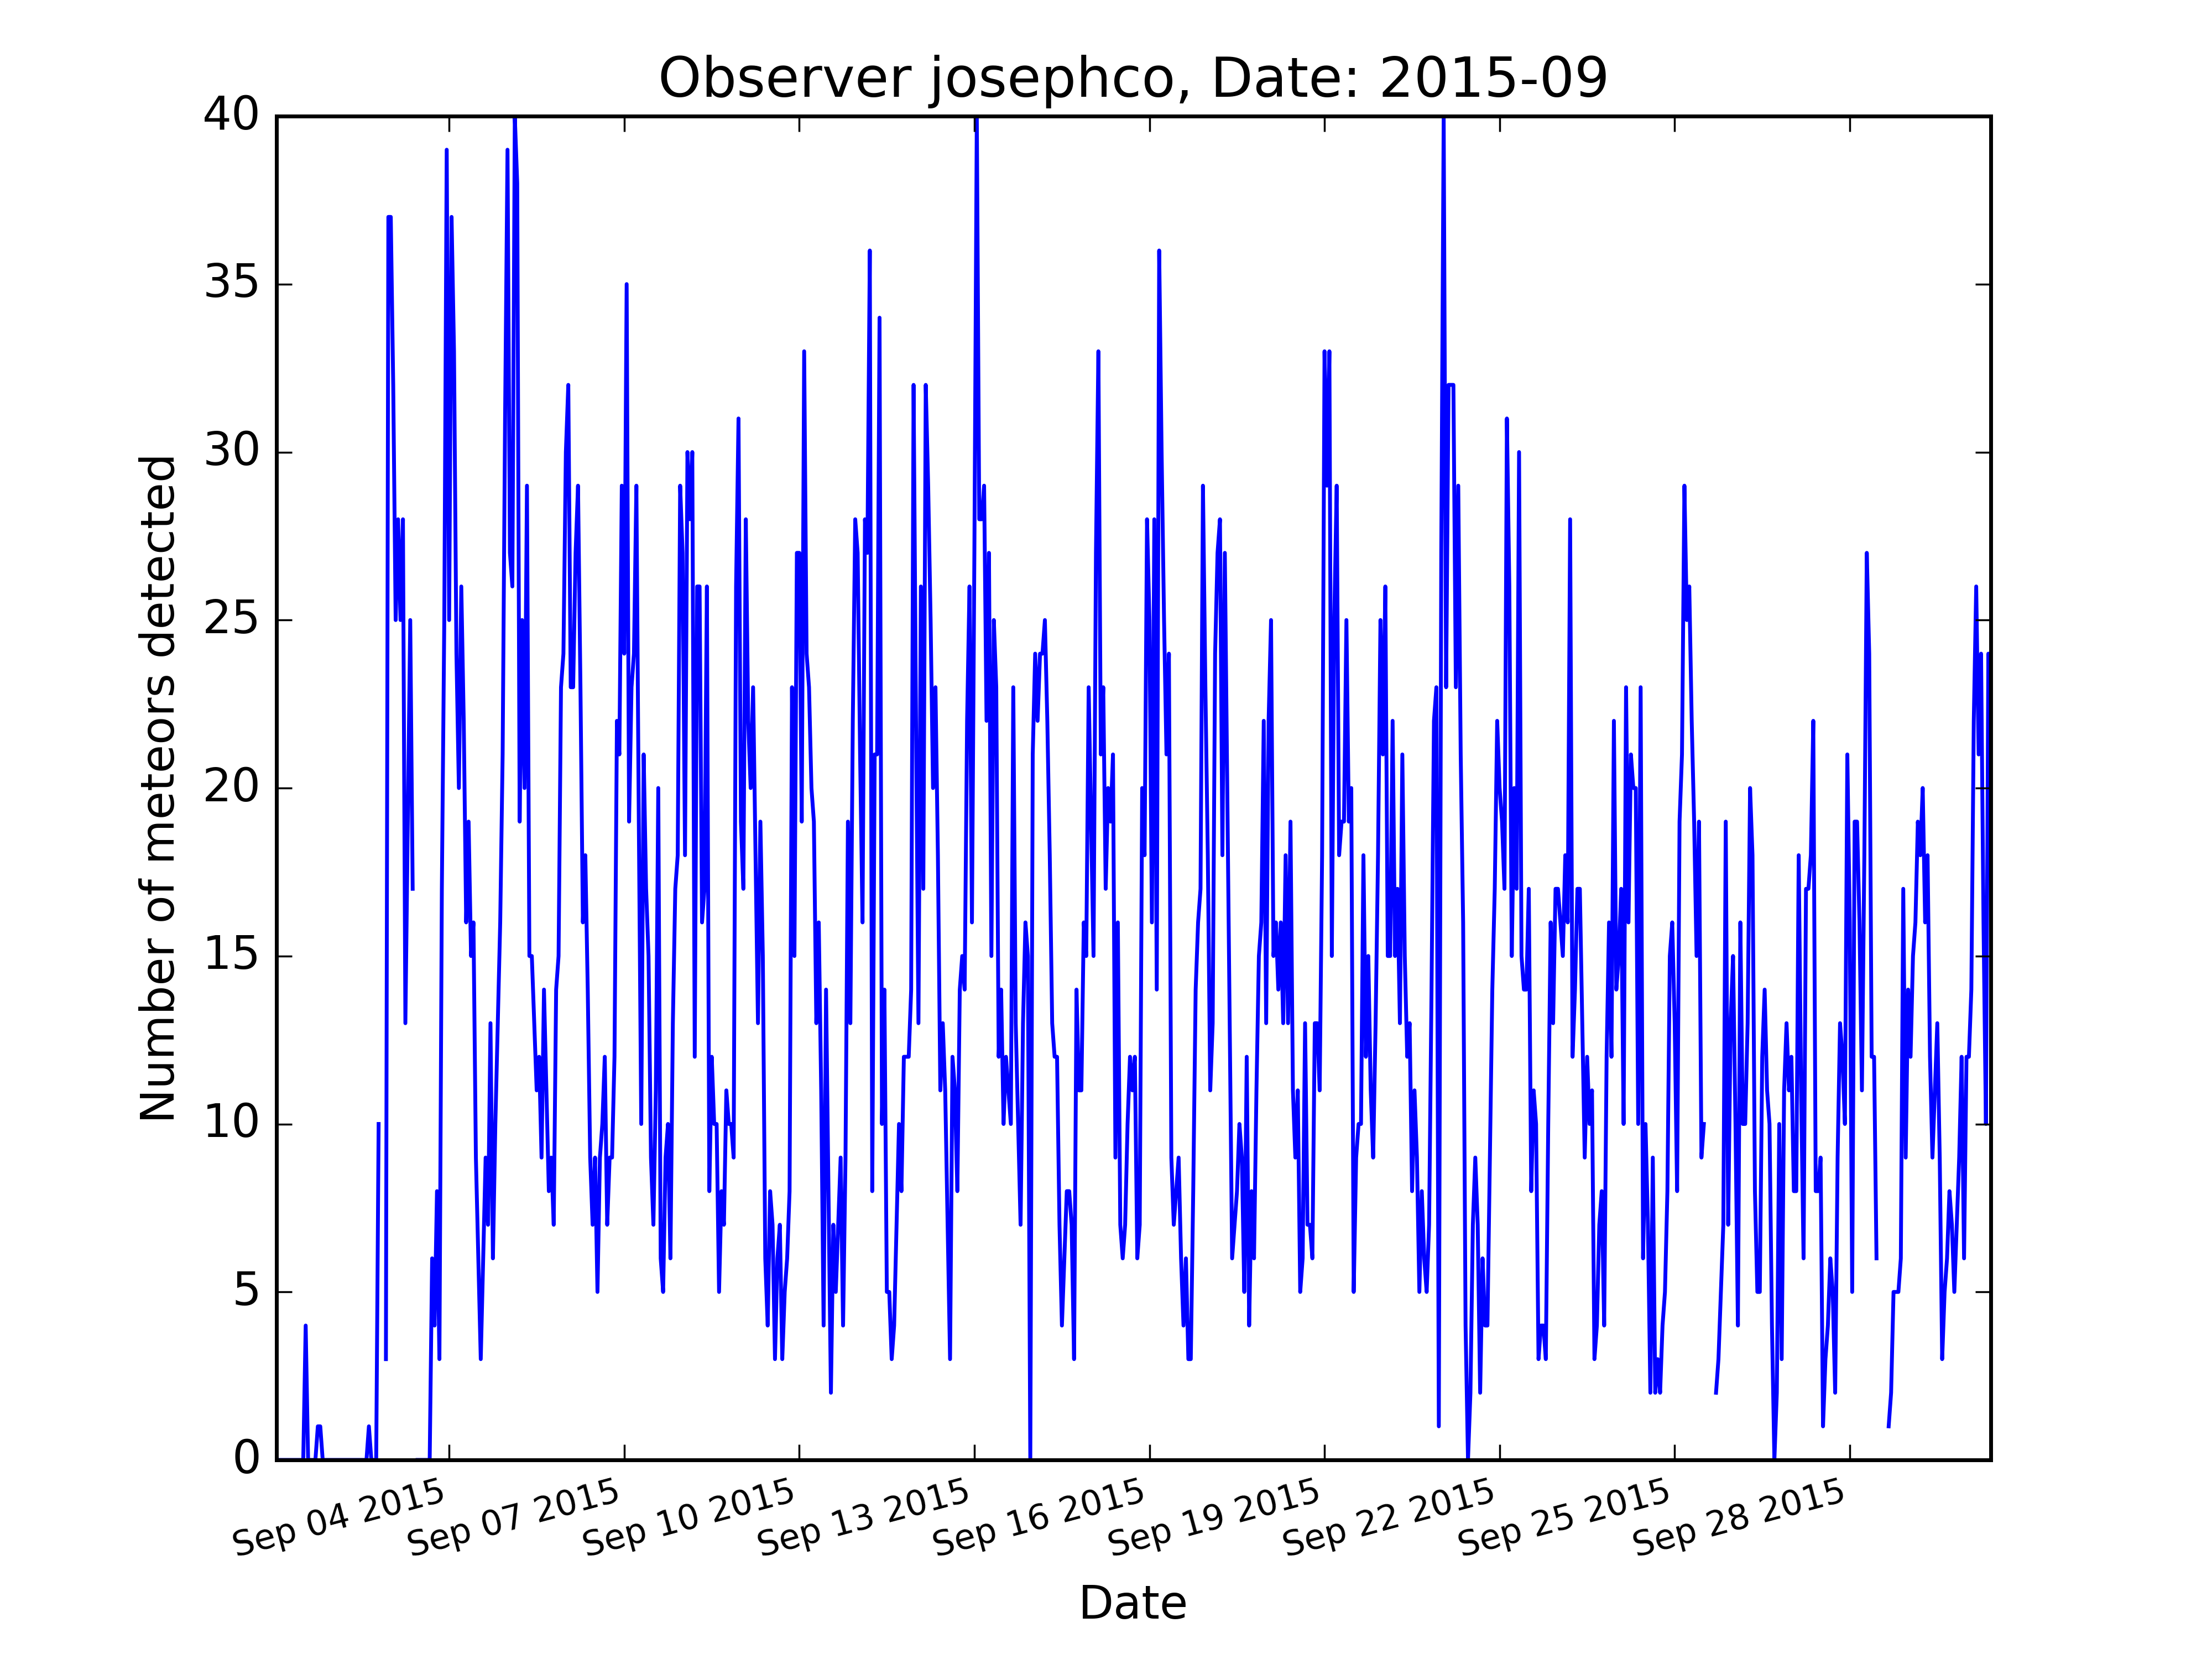 Observer josephco, Date: 2015-09
Number of meteors detected
40
35
30
25
20
15
10
5
0
Sep 04 2015
Sep 07 2015
Sep 10 2015
Sep 13 2015
Sep 16 2015
Sep 19 2015
Sep 22 2015
Sep 25 2015
Sep 28 2015
Date